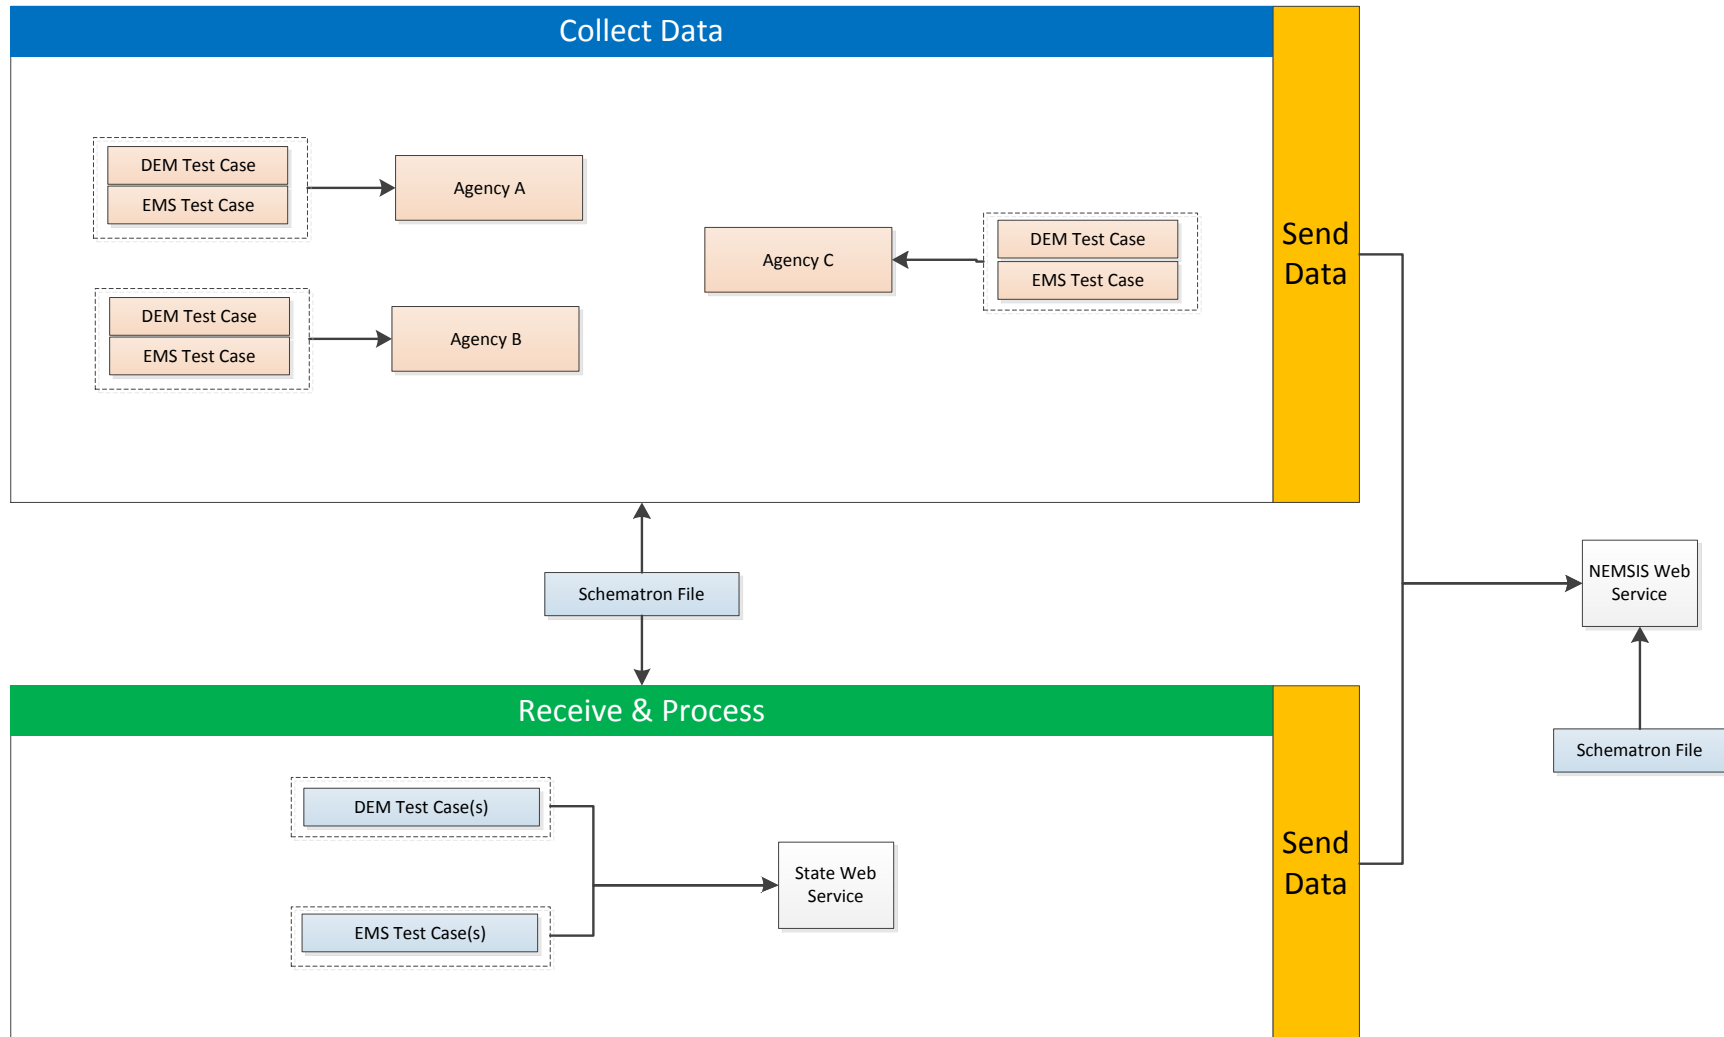 Collect Data
DEM Test Case
EMS Test Case
Agency A
DEM Test Case
EMS Test Case
Agency B
Agency C
DEM Test Case
EMS Test Case
Send
Data
Schematron File
NEMSIS Web
Service
Schematron File
Receive & Process
DEM Test Case(s)
EMS Test Case(s)
State Web
Service
Send
Data